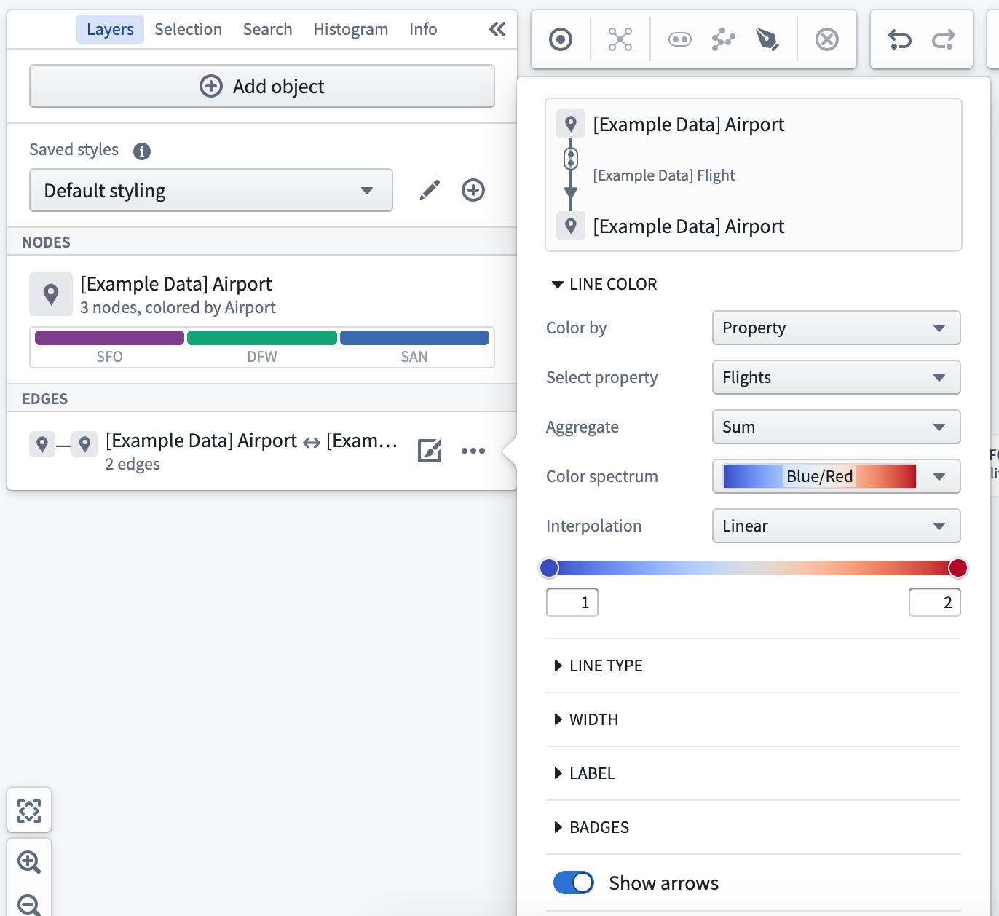 Layers Selection Search Histogram Info
Add object
Saved styles
Default styling
NODES
[Example Data] Airport
3 nodes, colored by Airport
SFO DFW SAN
EDGES
[Example Data] Airport ↔ [Exam...
2 edges
[Example Data] Airport
[Example Data] Flight
[Example Data] Airport
LINE COLOR
Color by Property
Select property Flights
Aggregate Sum
Color spectrum Blue/Red
Interpolation Linear
1 2
LINE TYPE
WIDTH
LABEL
BADGES
Show arrows